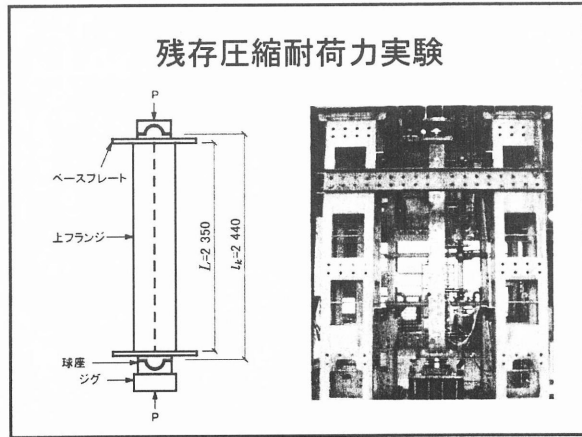 残存圧縮耐荷力実験
P
ベースプレート
上フランジ
L=2 350
lk=2 440
球座
ジグ
P